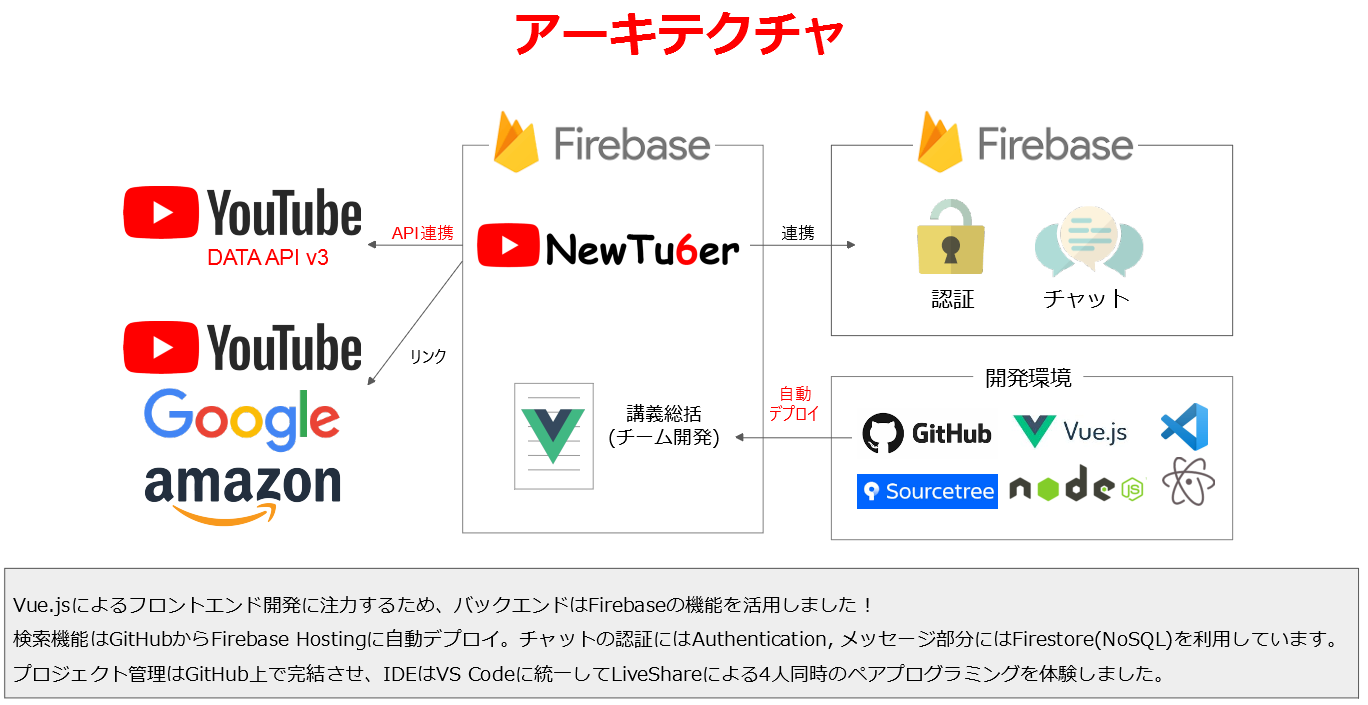 アーキテクチャ
Firebase
Firebase
YouTube
DATA API v3
API連携
NewTu6er
連携
認証
チャット
YouTube
リンク
Google
amazon
講義総括
(チーム開発)
自動
デプロイ
開発環境
GitHub
Vue.js
Sourcetree
node
JS
Vue.jsによるフロントエンド開発に注力するため、バックエンドはFirebaseの機能を活用しました！
検索機能はGitHubからFirebase Hostingに自動デプロイ。チャットの認証にはAuthentication, メッセージ部分にはFirestore(NoSQL)を利用しています。
プロジェクト管理はGitHub上で完結させ、IDEはVS Codeに統一してLiveShareによる4人同時のペアプログラミングを体験しました。